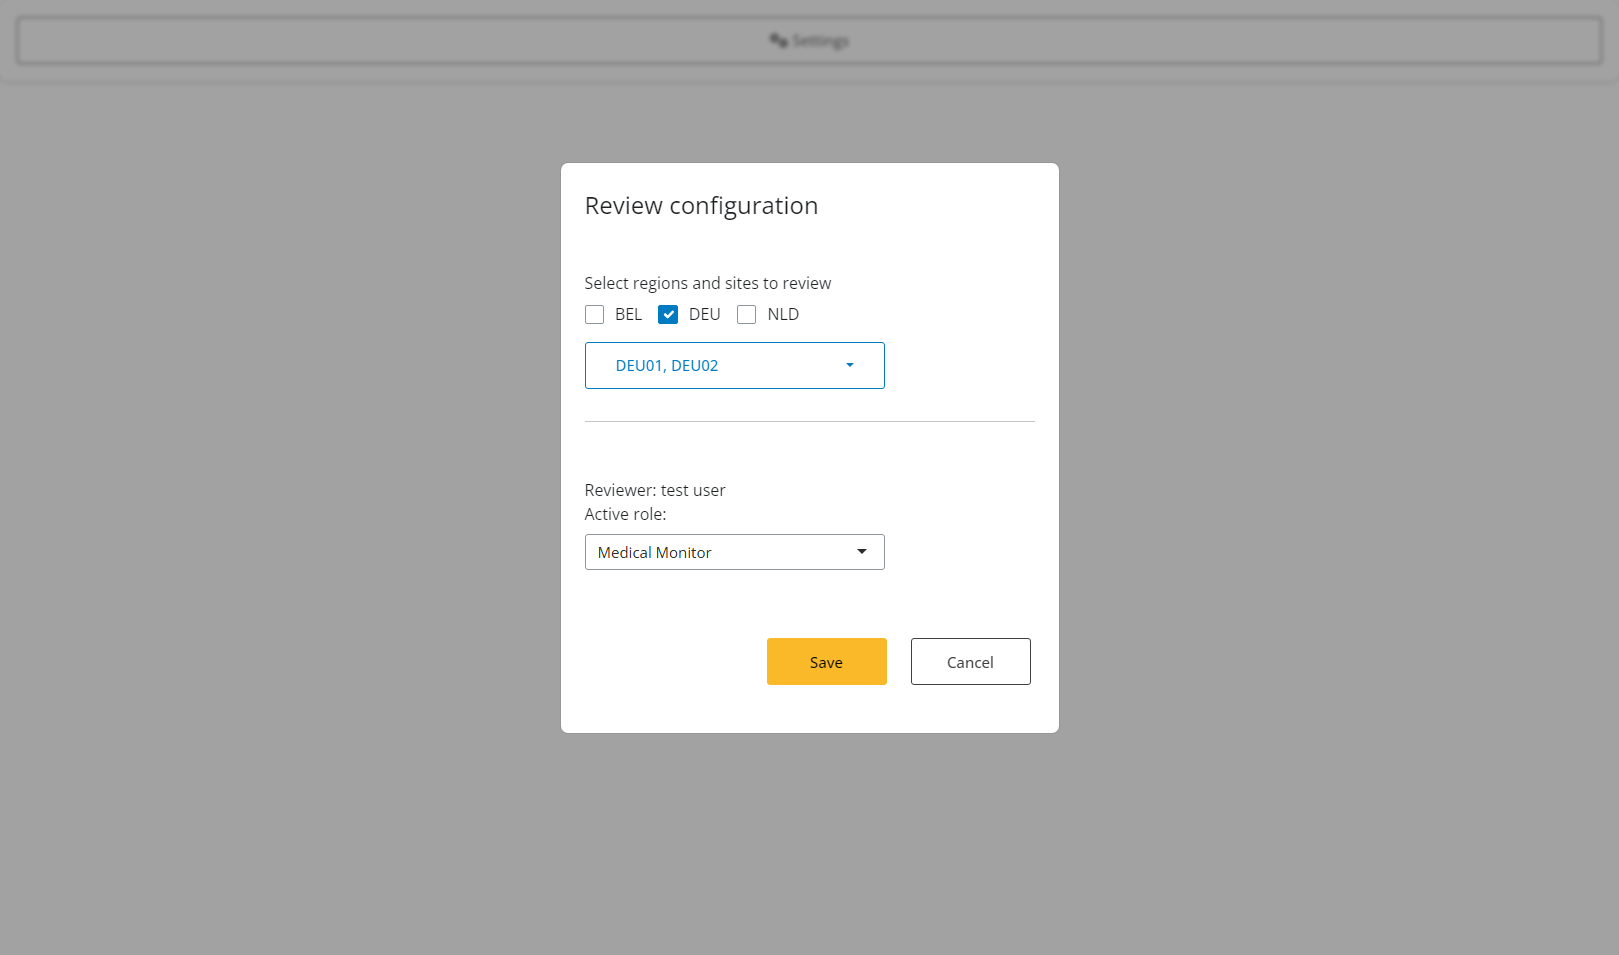 Settings
Review configuration
Select regions and sites to review
BEL DEU NLD
DEU01, DEU02
Reviewer: test user
Active role:
Medical Monitor
Save Cancel